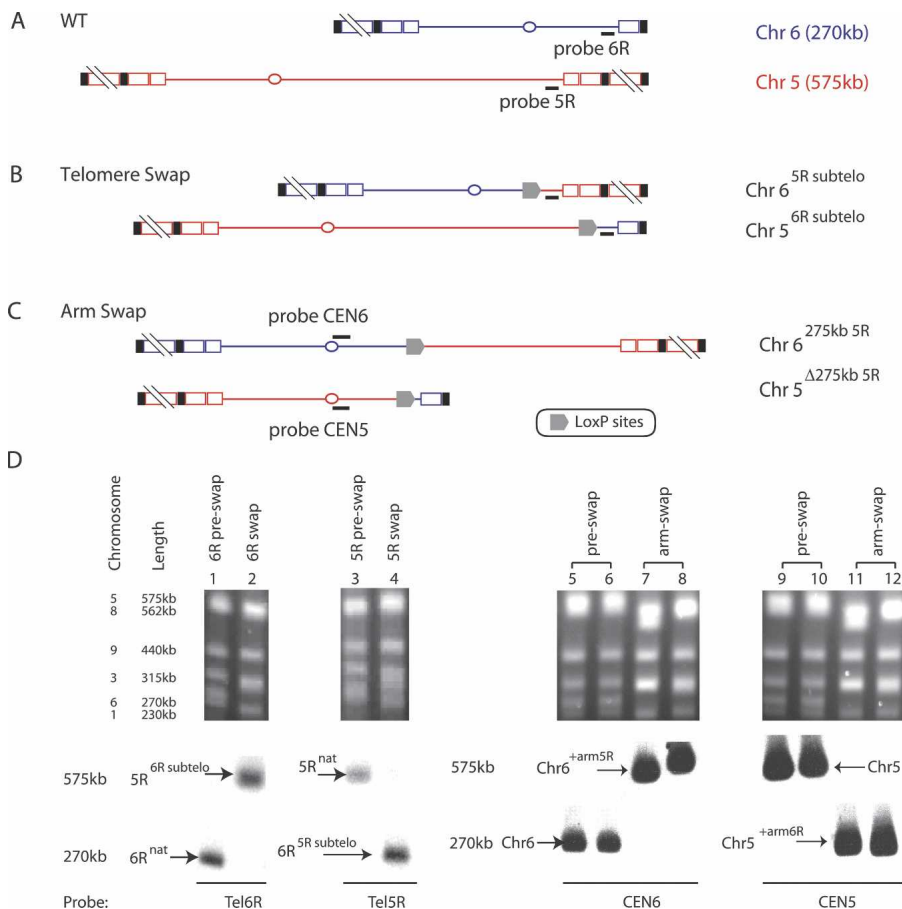 A
WT
probe 6R
Chr 6 (270kb)
probe 5R
Chr 5 (575kb)
B
Telomere Swap
Chr 6 5R subtelo
Chr 5 6R subtelo
C
Arm Swap
probe CEN6
Chr 6 275kb 5R
Chr 5 Δ275kb 5R
probe CEN5
LoxP sites
D
Chromosome
Length
6R pre-swap
6R swap
5R pre-swap
5R swap
pre-swap
arm-swap
pre-swap
arm-swap
1 2 3 4 5 6 7 8 9 10 11 12
5 575kb
8 562kb
9 440kb
3 315kb
6 270kb
1 230kb
575kb 5R 6R subtelo
5R nat
575kb
Chr6 +arm5R
Chr5
270kb 6R nat
6R 5R subtelo
270kb Chr6
Chr5 +arm6R
Probe: Tel6R Tel5R CEN6 CEN5